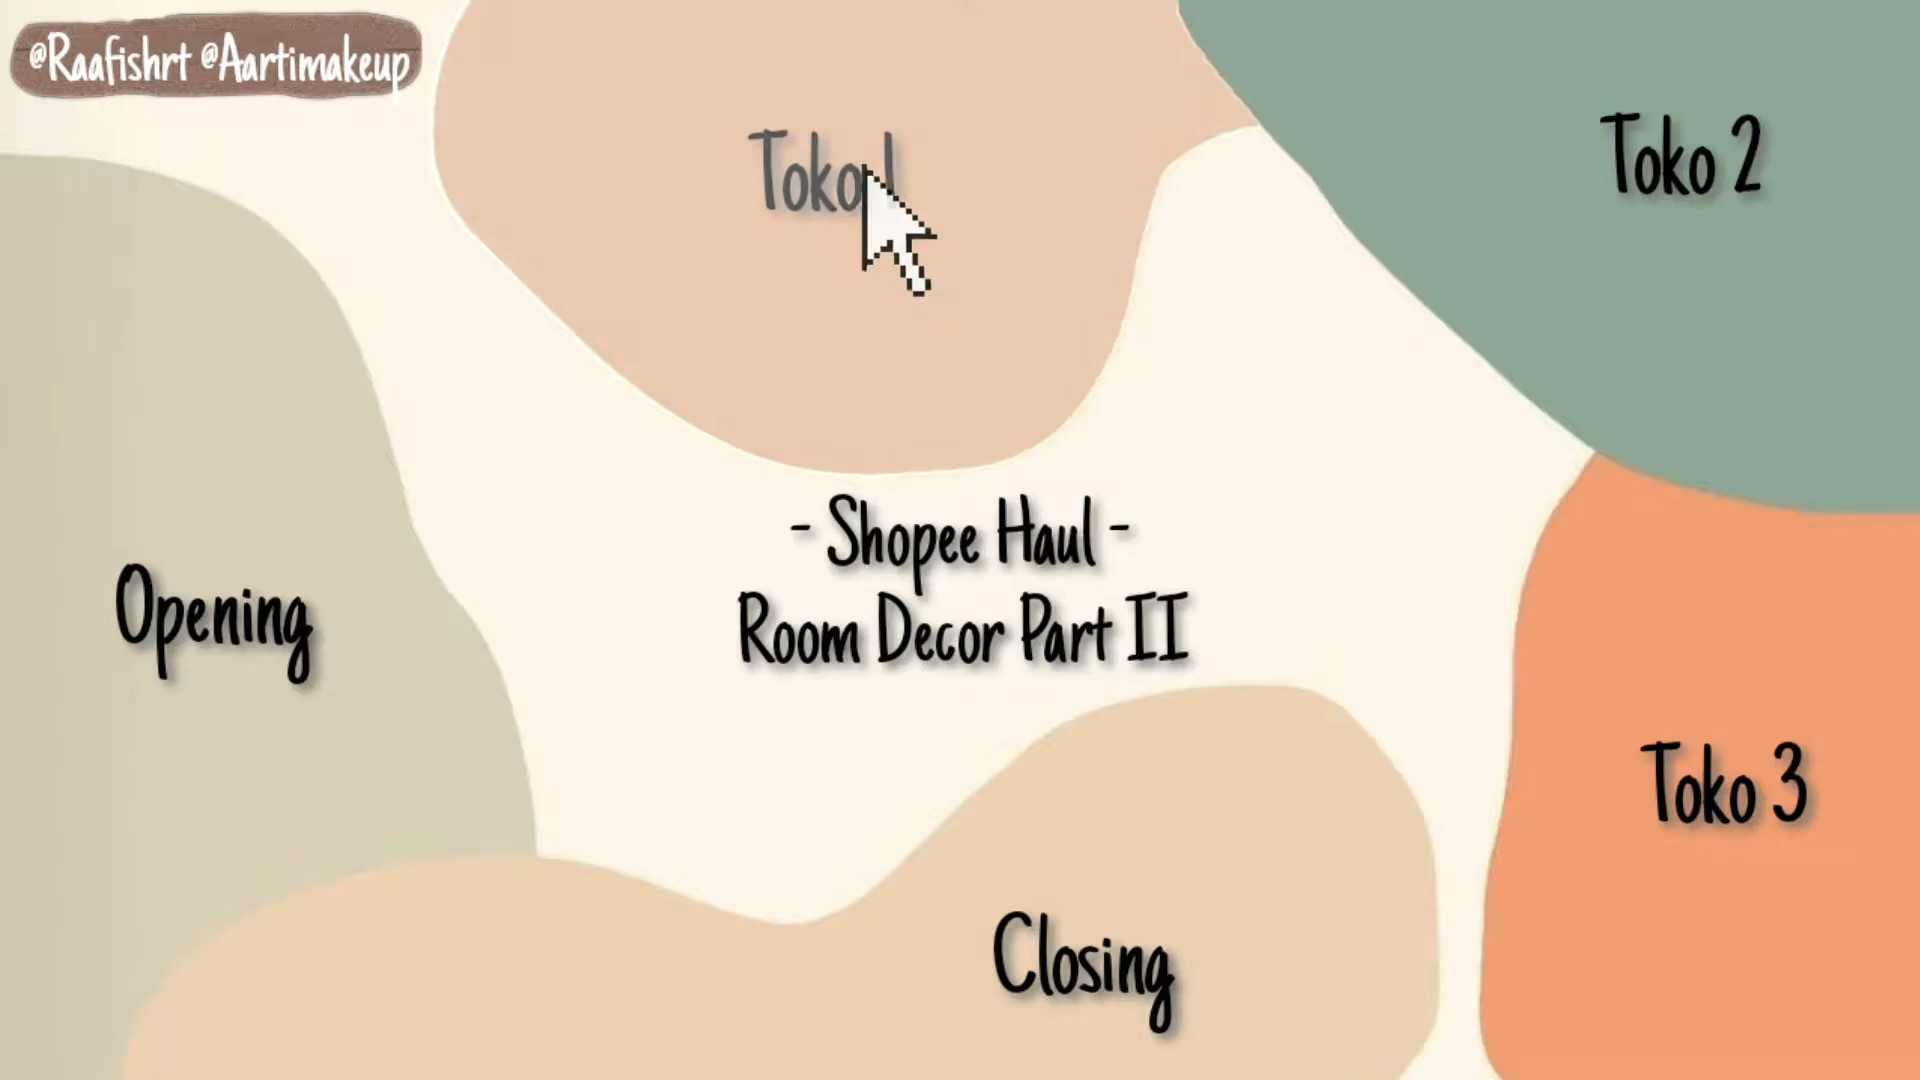 @Raafishrt @Aartimakeup
Toko 1
Toko 2
- Shopee Haul -
Room Decor Part II
Opening
Toko 3
Closing